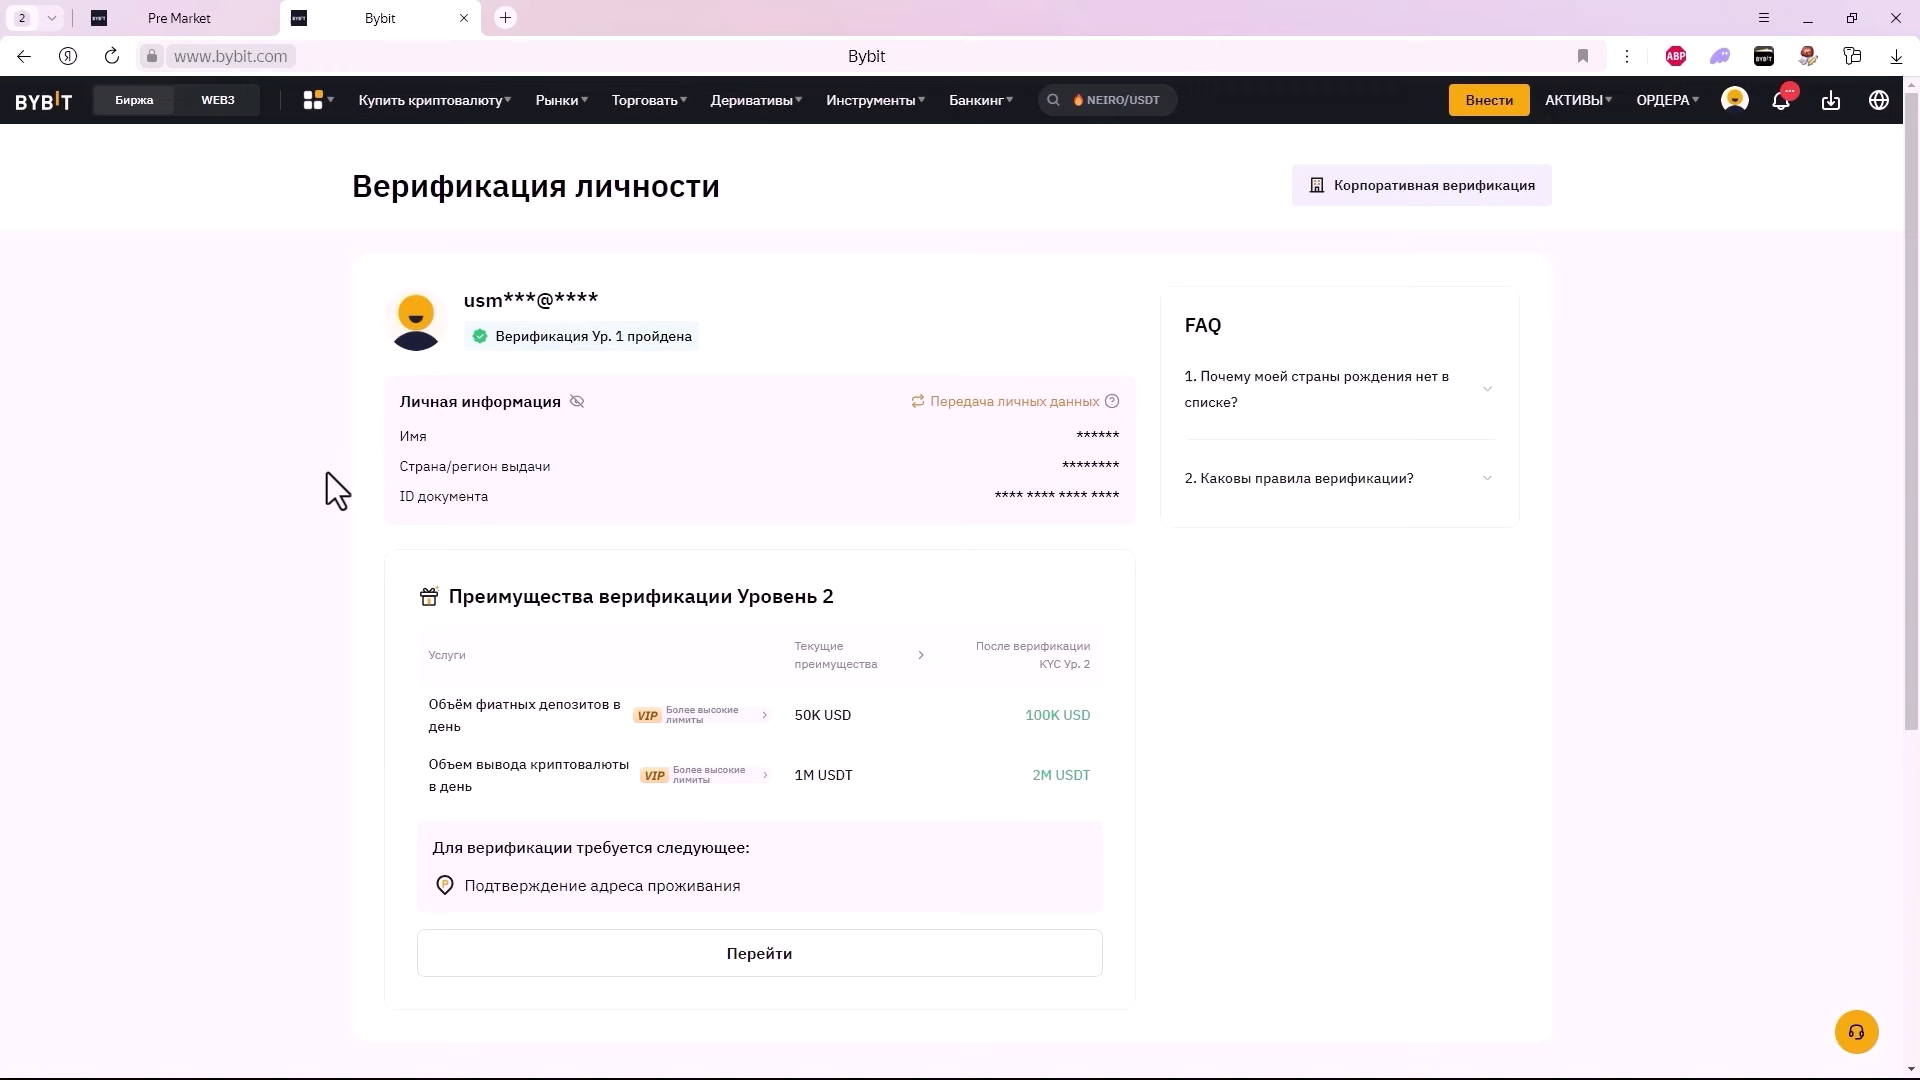 2
Pre Market
Bybit
www.bybit.com
Bybit
ABP
BYBIT
Биржа
WEB3
Купить криптовалюту
Рынки
Торговать
Деривативы
Инструменты
Банкинг
NEIRO/USDT
Внести
АКТИВЫ
ОРДЕРА
Верификация личности
Корпоративная верификация
usm***@****
Верификация Ур. 1 пройдена
Личная информация
Передача личных данных
Имя ******
Страна/регион выдачи ********
ID документа **** **** **** ****
FAQ
1. Почему моей страны рождения нет в
списке?
2. Каковы правила верификации?
Преимущества верификации Уровень 2
Услуги
Текущие
преимущества
После верификации
KYC Ур. 2
Объём фиатных депозитов в
день
VIP
Более высокие
лимиты
50K USD
100K USD
Объем вывода криптовалюты
в день
VIP
Более высокие
лимиты
1M USDT
2M USDT
Для верификации требуется следующее:
Подтверждение адреса проживания
Перейти